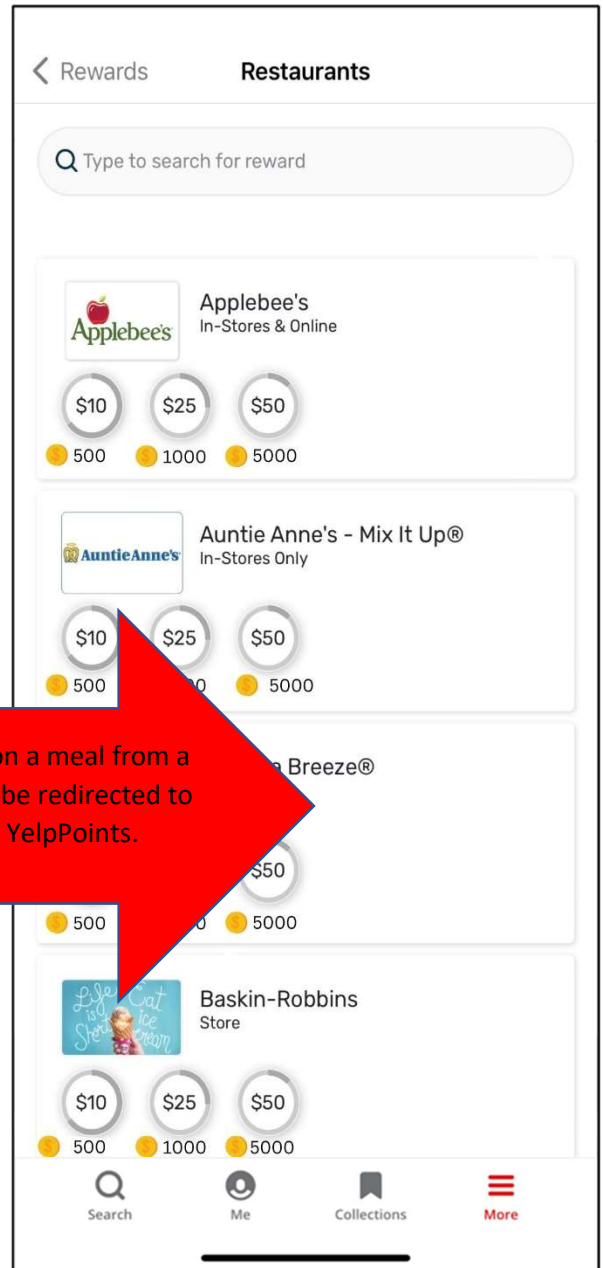 Rewards Restaurants
Type to search for reward
Applebee's
Applebee's
In-Stores & Online
$10 $25 $50
500 1000 5000
AuntieAnne's
Auntie Anne's - Mix It Up®
In-Stores Only
$10 $25 $50
500 0 5000
on a meal from a
be redirected to
YelpPoints.
Breeze®
$50
500 0 5000
Life is Short Eat ice cream
Baskin-Robbins
Store
$10 $25 $50
500 1000 5000
Search Me Collections More